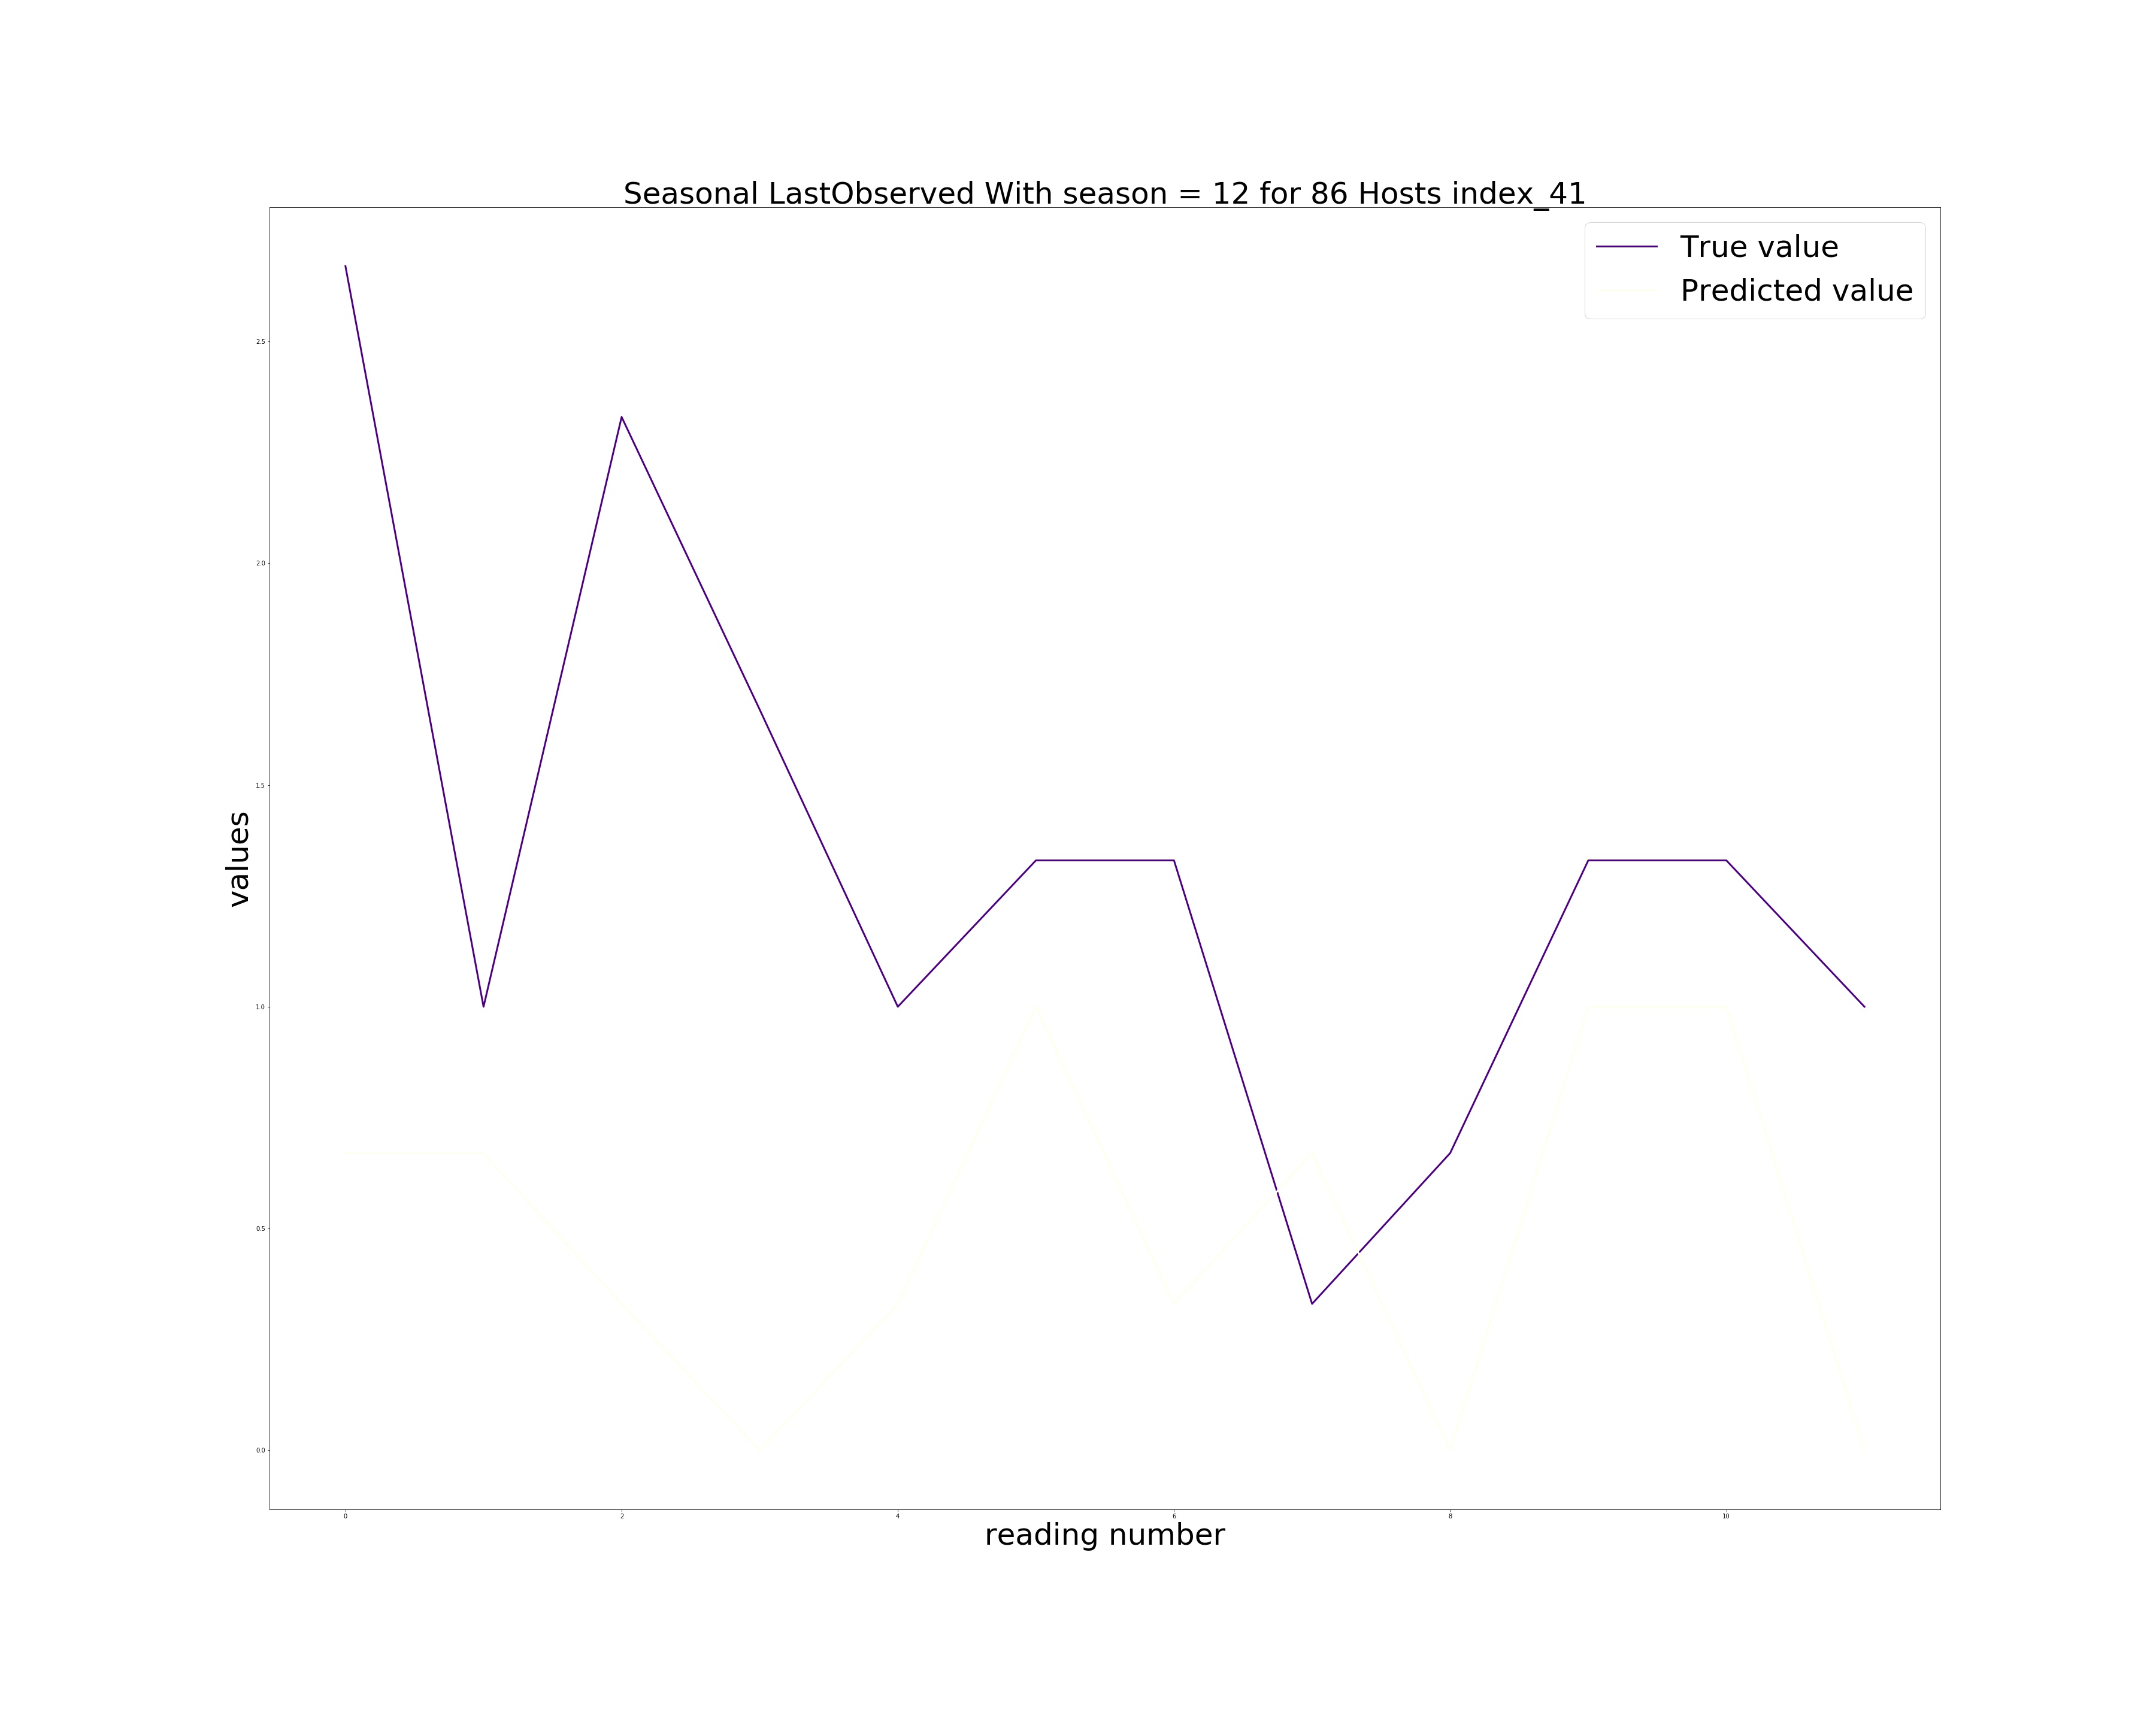 Seasonal LastObserved With season = 12 for 86 Hosts index_41
True value
Predicted value
2.5
2.0
1.5
1.0
0.5
0.0
values
0 2 4 6 8 10
reading number